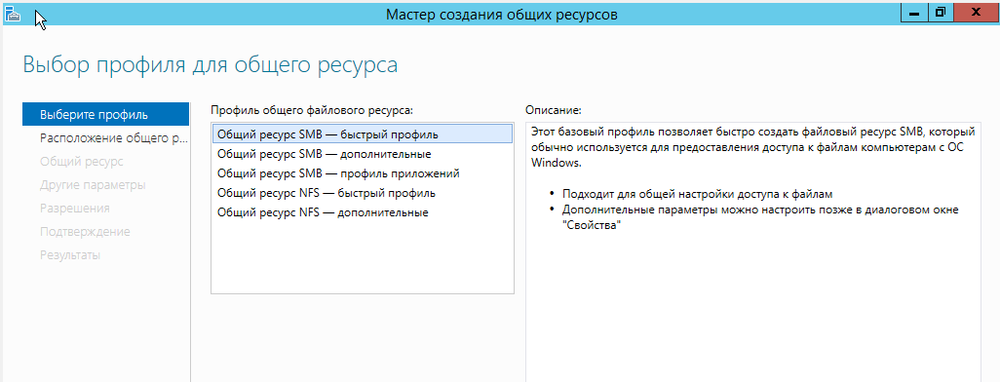 Мастер создания общих ресурсов
Выбор профиля для общего ресурса
Выберите профиль
Расположение общего р...
Общий ресурс
Другие параметры
Разрешения
Подтверждение
Результаты
Профиль общего файлового ресурса:
Общий ресурс SMB — быстрый профиль
Общий ресурс SMB — дополнительные
Общий ресурс SMB — профиль приложений
Общий ресурс NFS — быстрый профиль
Общий ресурс NFS — дополнительные
Описание:
Этот базовый профиль позволяет быстро создать файловый ресурс SMB, который
обычно используется для предоставления доступа к файлам компьютерам с ОС
Windows.
• Подходит для общей настройки доступа к файлам
• Дополнительные параметры можно настроить позже в диалоговом окне
"Свойства"